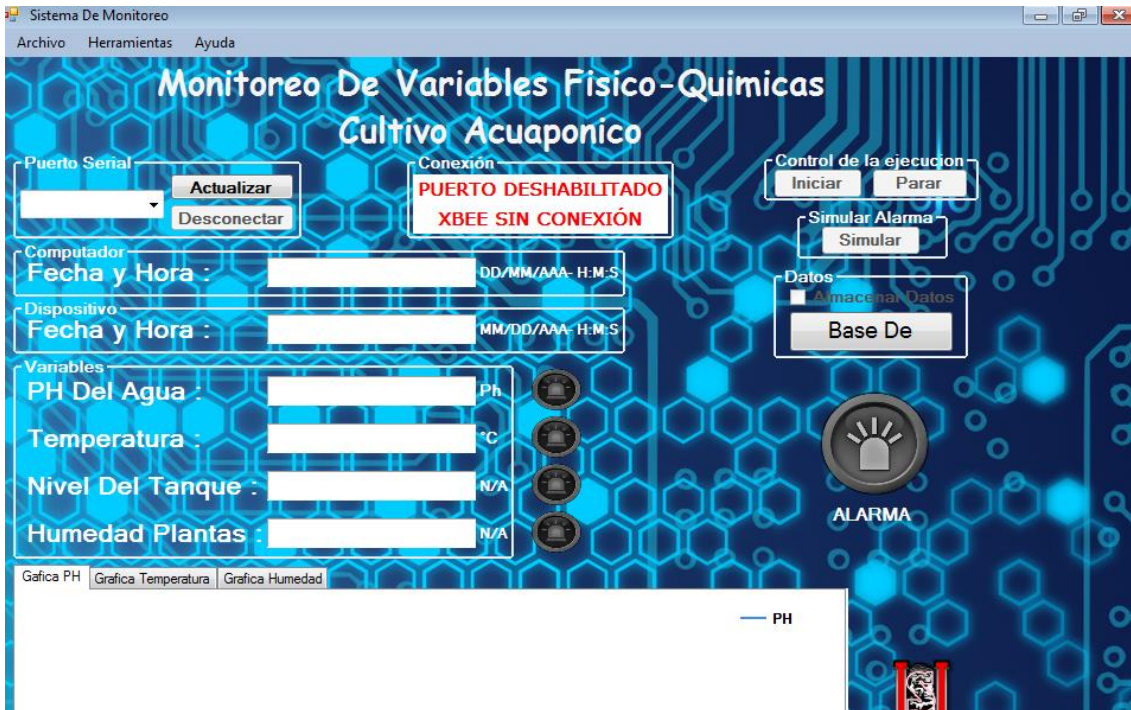 Sistema De Monitoreo
Archivo Herramientas Ayuda
Monitoreo De Variables Fisico-Quimicas
Cultivo Acuaponico
Puerto Serial
Actualizar
Desconectar
Conexión
PUERTO DESHABILITADO
XBEE SIN CONEXIÓN
Control de la ejecucion
Iniciar Parar
Simular Alarma
Simular
Computador
Fecha y Hora : DD/MM/AAA- H:M:S
Dispositivo
Fecha y Hora : MM/DD/AAA- H:M:S
Datos
Almacenar Datos
Base De
Variables
PH Del Agua : Ph
Temperatura : °C
Nivel Del Tanque : N/A
Humedad Plantas : N/A
ALARMA
Gafica PH Grafica Temperatura Grafica Humedad
PH